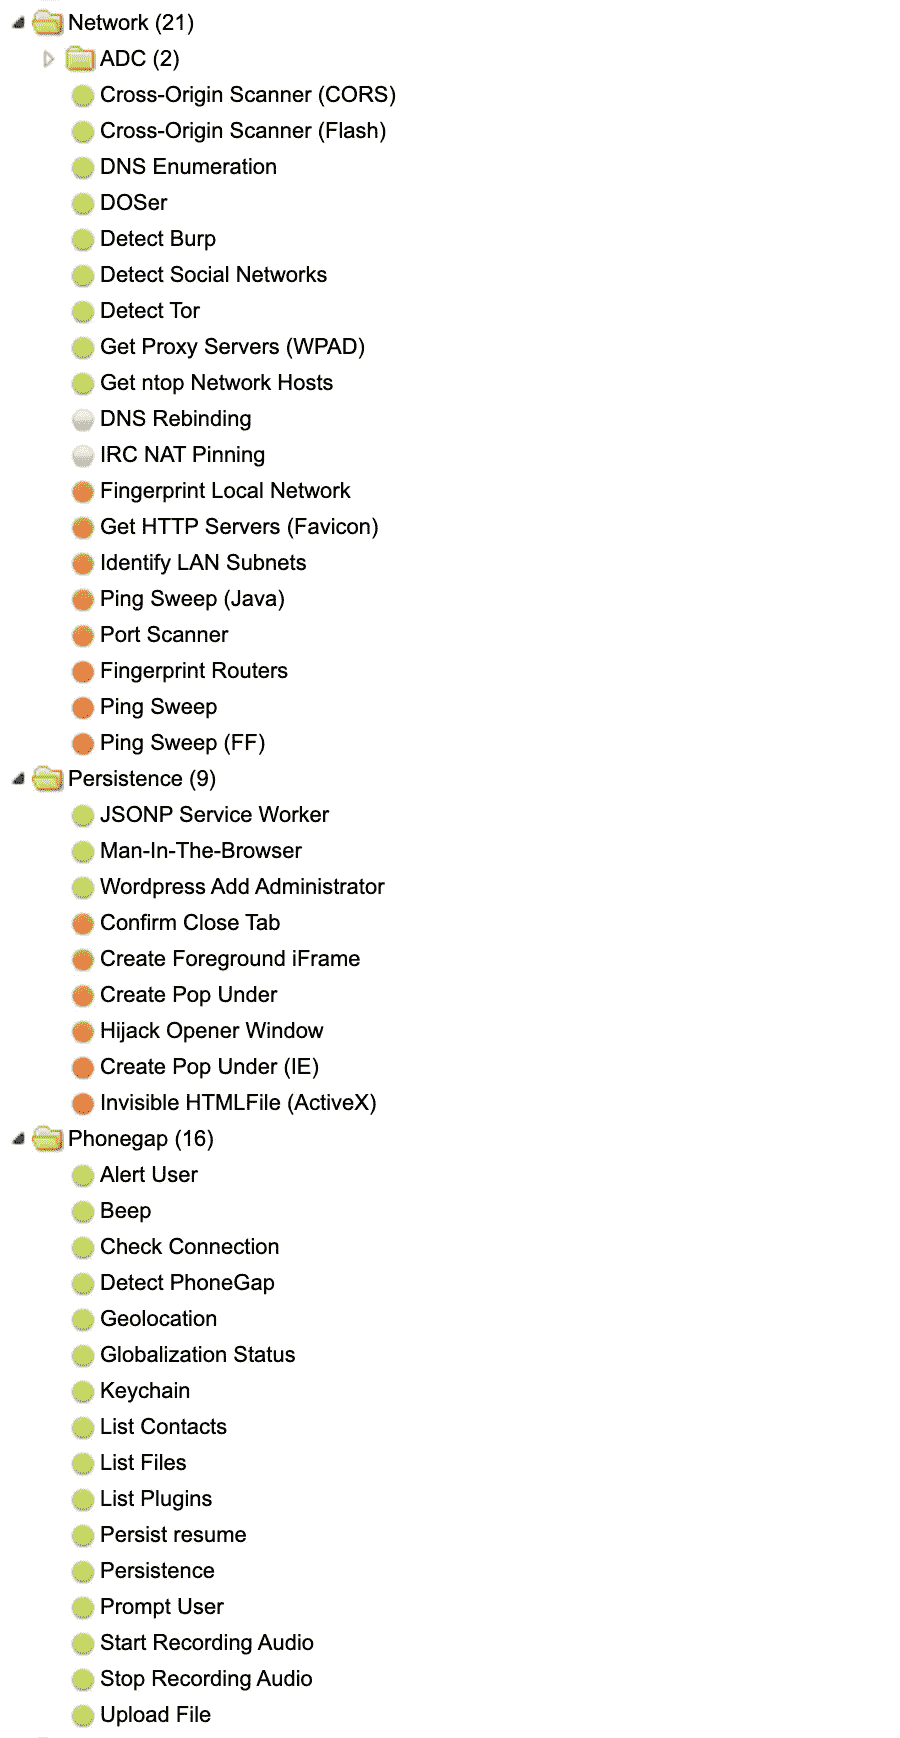 Network (21)
ADC (2)
Cross-Origin Scanner (CORS)
Cross-Origin Scanner (Flash)
DNS Enumeration
DOSer
Detect Burp
Detect Social Networks
Detect Tor
Get Proxy Servers (WPAD)
Get ntop Network Hosts
DNS Rebinding
IRC NAT Pinning
Fingerprint Local Network
Get HTTP Servers (Favicon)
Identify LAN Subnets
Ping Sweep (Java)
Port Scanner
Fingerprint Routers
Ping Sweep
Ping Sweep (FF)
Persistence (9)
JSONP Service Worker
Man-In-The-Browser
Wordpress Add Administrator
Confirm Close Tab
Create Foreground iFrame
Create Pop Under
Hijack Opener Window
Create Pop Under (IE)
Invisible HTMLFile (ActiveX)
Phonegap (16)
Alert User
Beep
Check Connection
Detect PhoneGap
Geolocation
Globalization Status
Keychain
List Contacts
List Files
List Plugins
Persist resume
Persistence
Prompt User
Start Recording Audio
Stop Recording Audio
Upload File